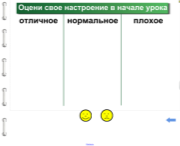 Оцени свое настроение в начале урока
отличное нормальное плохое